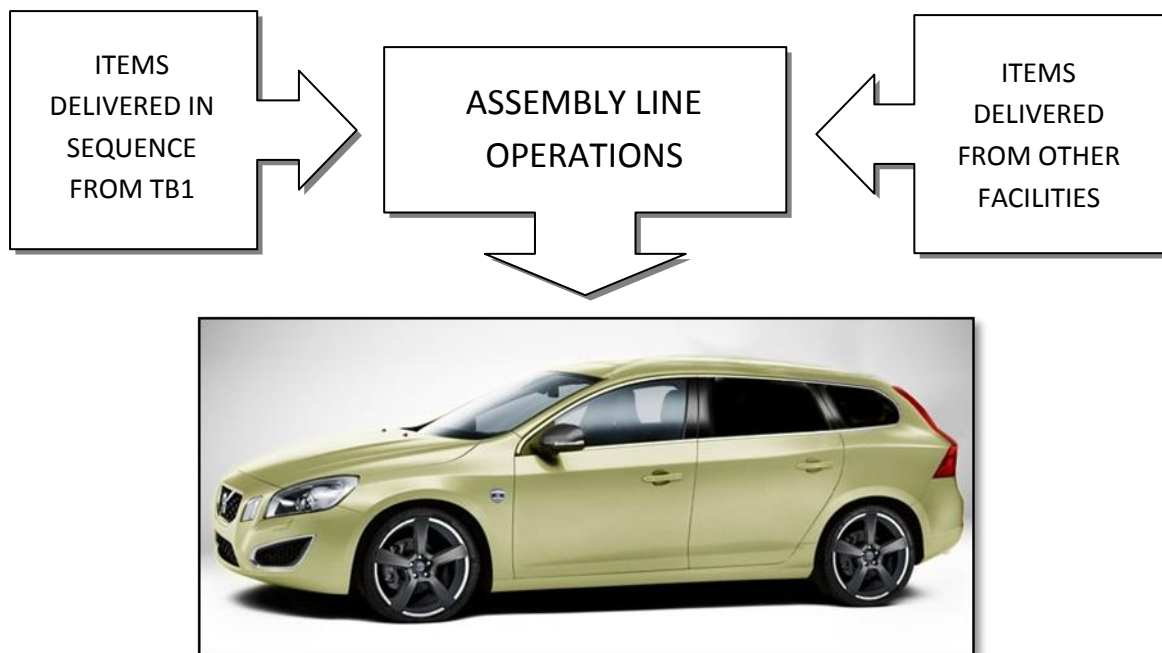 ITEMS
DELIVERED IN
SEQUENCE
FROM TB1
ASSEMBLY LINE
OPERATIONS
ITEMS
DELIVERED
FROM OTHER
FACILITIES